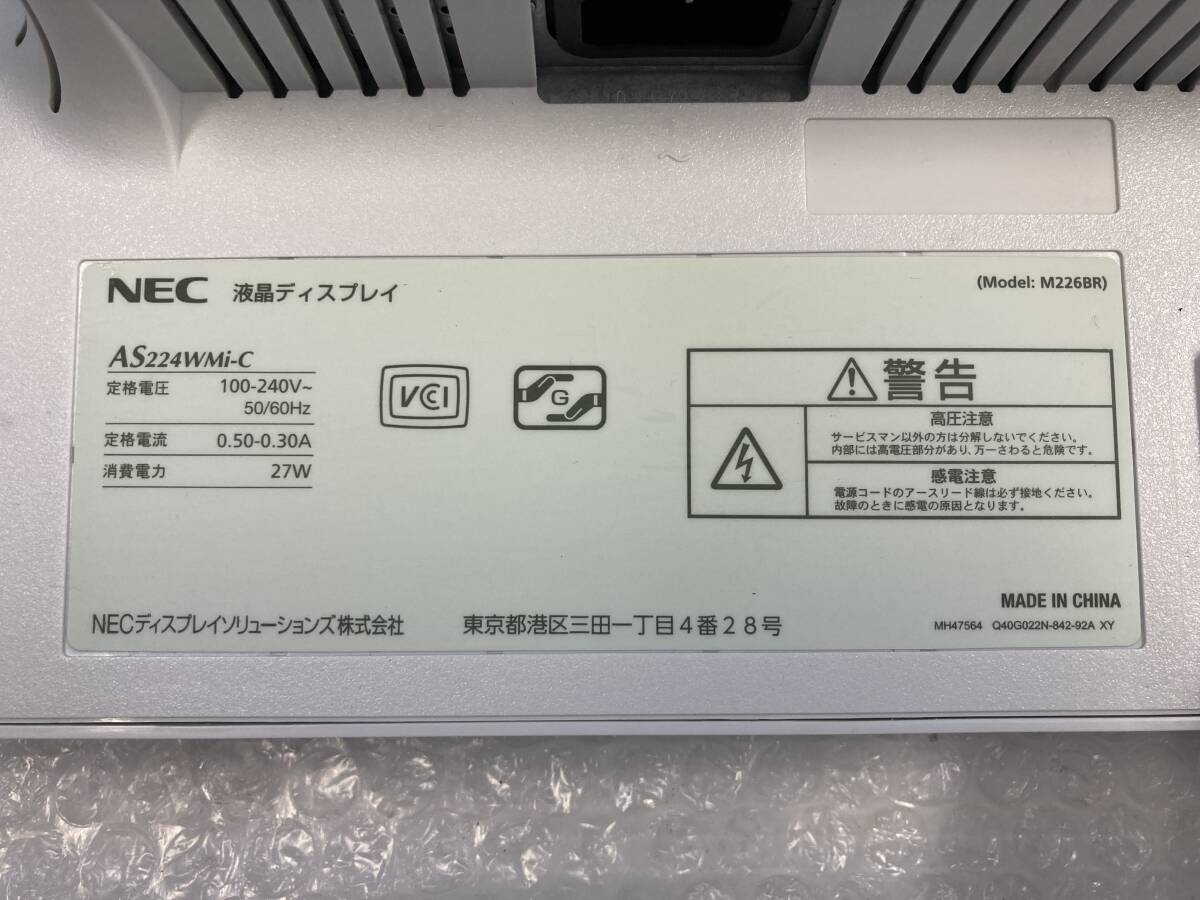 NEC 液晶ディスプレイ
(Model: M226BR)
AS224WMi-C
定格電圧 100-240V~
50/60Hz
定格電流 0.50-0.30A
消費電力 27W
VCCI
G
警告
高圧注意
サービスマン以外の方は分解しないでください。
内部には高電圧部分があり、万一さわると危険です。
感電注意
電源コードのアースリード線は必ず接地ください。
故障のときに感電の原因となります。
MADE IN CHINA
NECディスプレイソリューションズ株式会社 東京都港区三田一丁目4番28号
MH47564 Q40G022N-842-92A XY